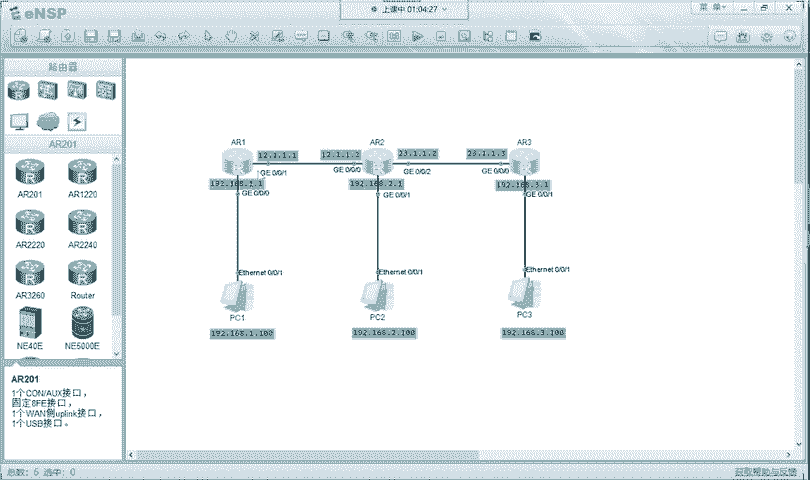 eNSP
上课中 01:04:27
菜 单
路由器
AR201
AR201
AR1220
AR2220
AR2240
AR3260
Router
NE40E
NE5000E
AR201
1个CON/AUX接口，
固定8FE接口，
1个WAN侧uplink接口，
1个USB接口。
AR1
AR2
AR3
12.1.1.1
12.1.1.2
23.1.1.2
GE 0/0/1
GE 0/0/0
GE 0/0/2
GE 0/0/0
192.168.1.1
192.168.2.1
192.168.3.1
GE 0/0/0
GE 0/0/1
GE 0/0/1
Ethernet 0/0/1
Ethernet 0/0/1
Ethernet 0/0/1
PC1
PC2
PC3
192.168.1.100
192.168.2.100
192.168.3.100
总数：6 选中：0
获取帮助与反馈